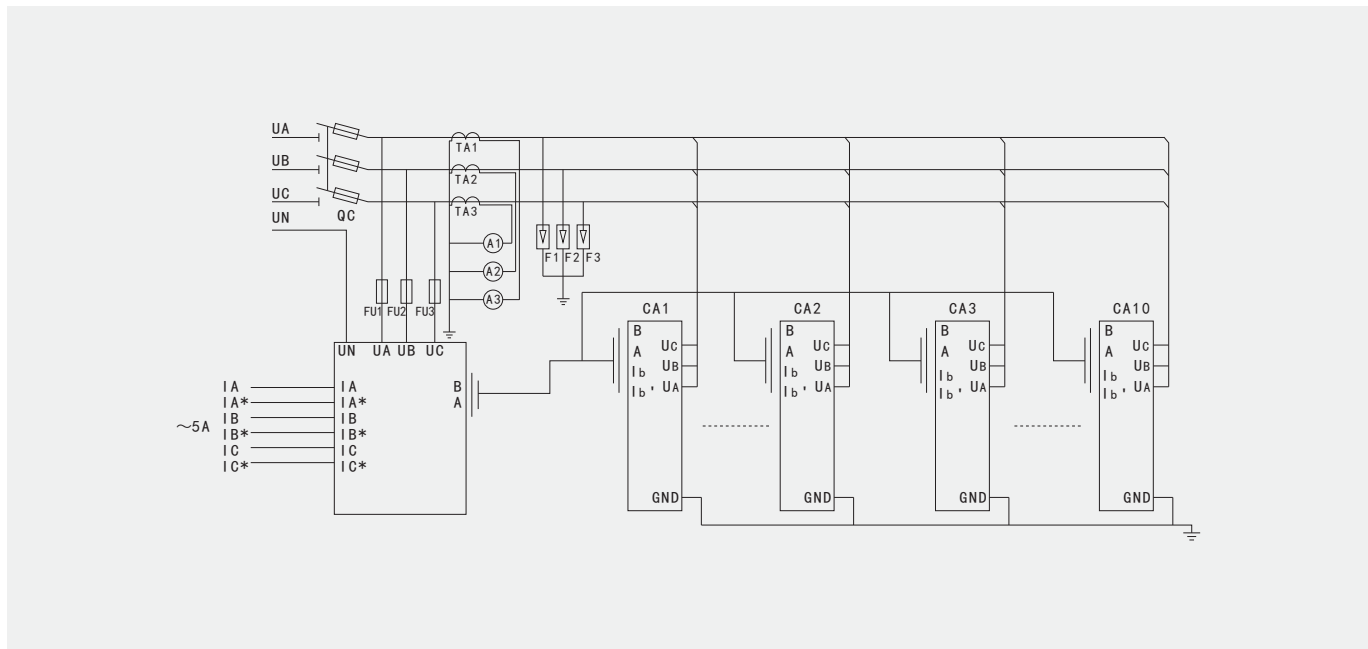 UA
UB
UC
UN
QC
TA1
TA2
TA3
A1
A2
A3
F1 F2 F3
FU1 FU2 FU3
UN UA UB UC
IA IA
IA* IA*
IB IB
IB* IB*
IC IC
IC* IC*
～5A
B
A
CA1
B
A
Ib
Ib'
UC
UB
UA
GND
CA2
B
A
Ib
Ib'
UC
UB
UA
GND
CA3
B
A
Ib
Ib'
UC
UB
UA
GND
CA10
B
A
Ib
Ib'
UC
UB
UA
GND